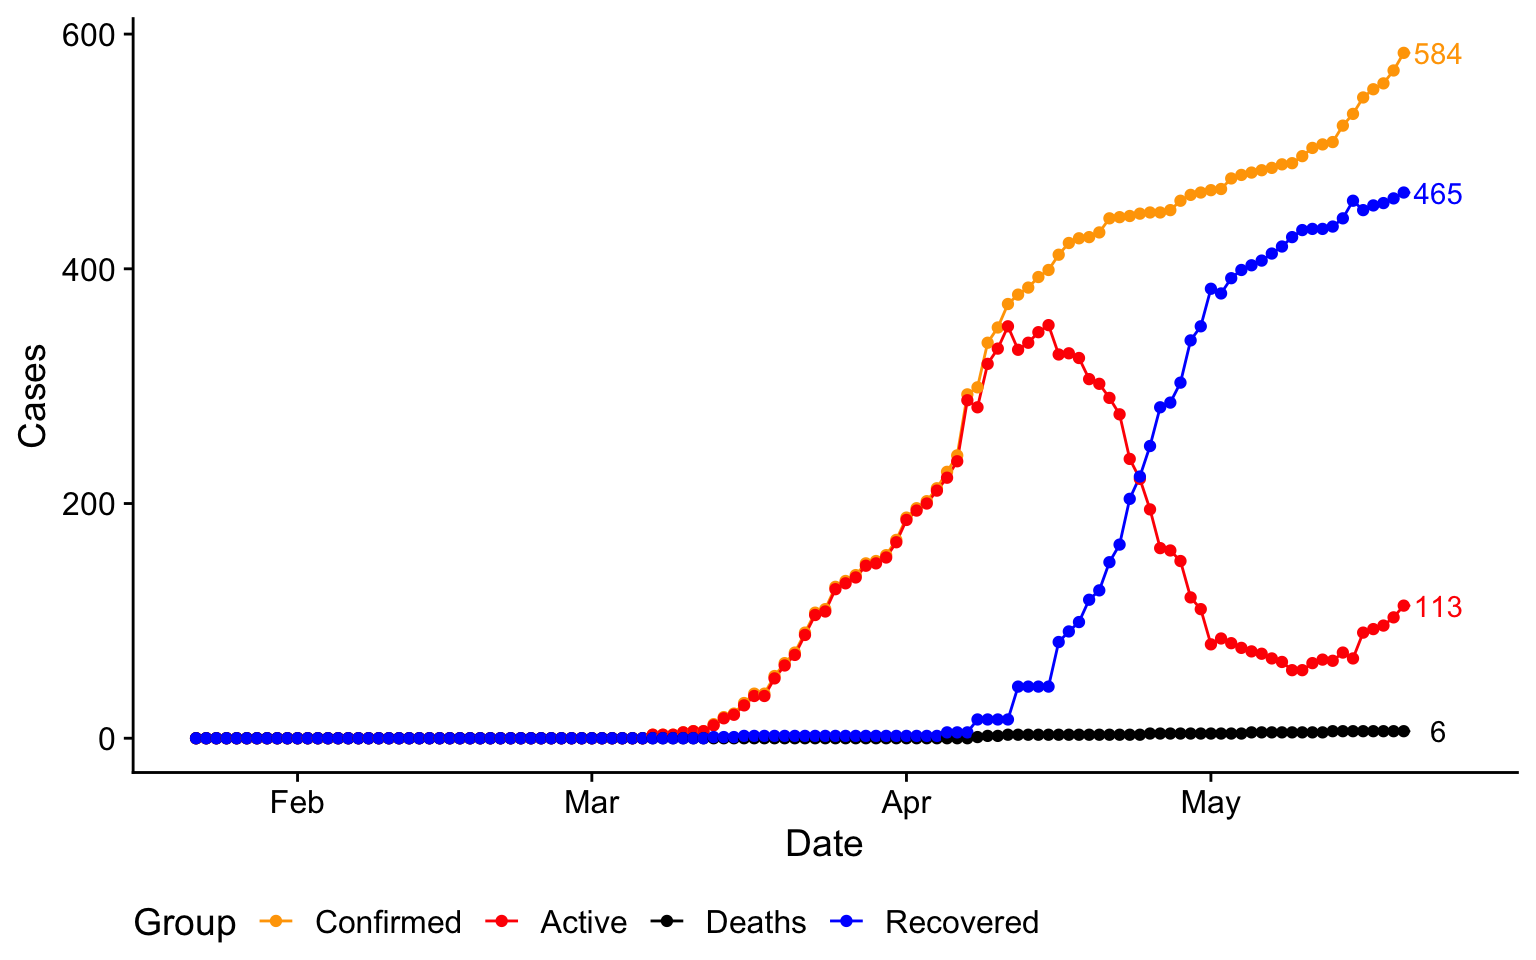 600
584
465
400
Cases
200
113
0
6
Feb Mar Apr May
Date
Group Confirmed Active Deaths Recovered